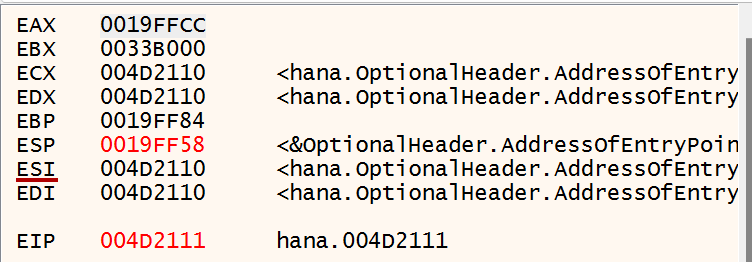 EAX 0019FFCC
EBX 0033B000
ECX 004D2110 <hana.OptionalHeader.AddressOfEntry
EDX 004D2110 <hana.OptionalHeader.AddressOfEntry
EBP 0019FF84
ESP 0019FF58 <&OptionalHeader.AddressOfEntryPoin
ESI 004D2110 <hana.OptionalHeader.AddressOfEntry
EDI 004D2110 <hana.OptionalHeader.AddressOfEntry
EIP 004D2111 hana.004D2111